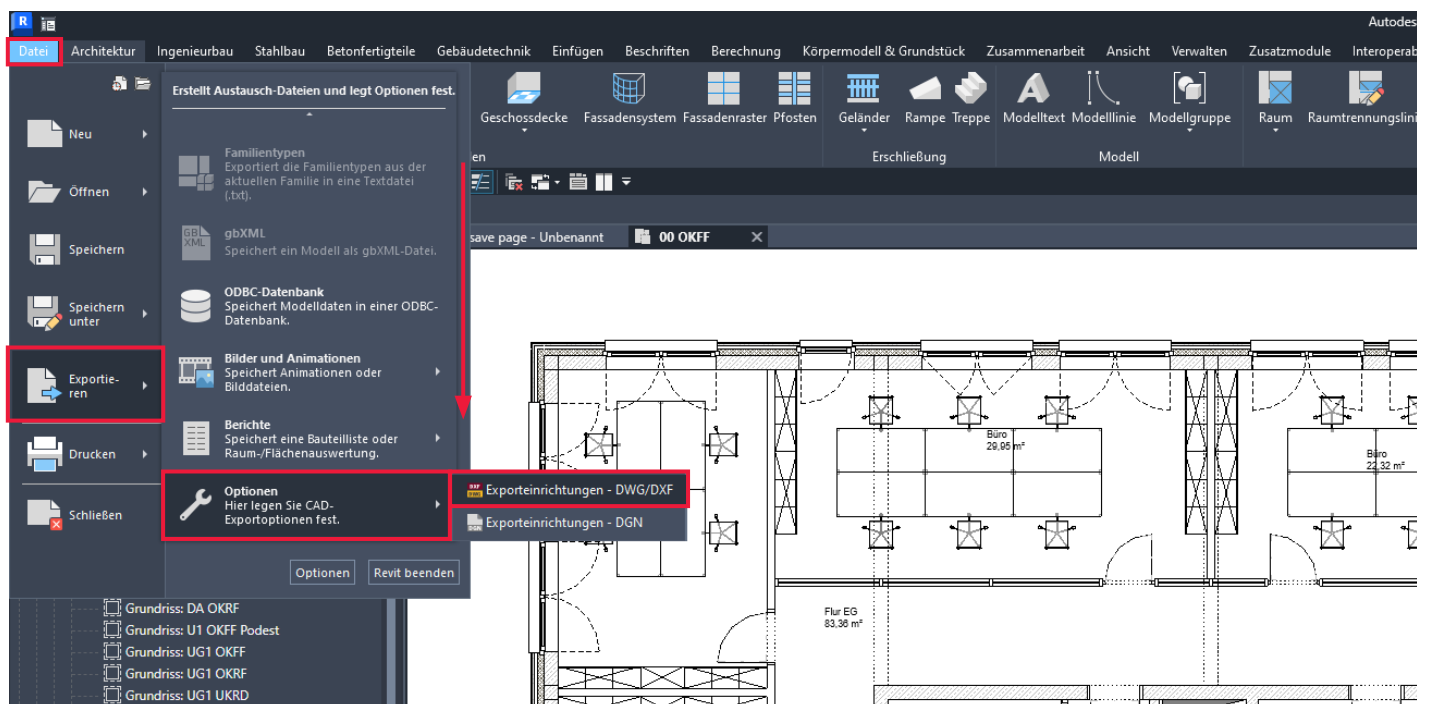 R
Autodes
Datei Architektur Ingenieurbau Stahlbau Betonfertigteile Gebäudetechnik Einfügen Beschriften Berechnung Körpermodell & Grundstück Zusammenarbeit Ansicht Verwalten Zusatzmodule Interoperab
Erstellt Austausch-Dateien und legt Optionen fest.
Neu
Öffnen
Speichern
Speichern
unter
Exportie-
ren
Drucken
Schließen
Familientypen
Exportiert die Familientypen aus der
aktuellen Familie in eine Textdatei
(.txt).
GB
XML
gbXML
Speichert ein Modell als gbXML-Datei.
ODBC-Datenbank
Speichert Modelldaten in einer ODBC-
Datenbank.
Bilder und Animationen
Speichert Animationen oder
Bilddateien.
Berichte
Speichert eine Bauteilliste oder
Raum-/Flächenauswertung.
Optionen
Hier legen Sie CAD-
Exportoptionen fest.
DXF
DWG
Exporteinrichtungen - DWG/DXF
DGN
Exporteinrichtungen - DGN
Optionen Revit beenden
Geschossdecke Fassadensystem Fassadenraster Pfosten Geländer Rampe Treppe Modelltext Modelllinie Modellgruppe Raum Raumtrennungslini
en Erschließung Modell
save page - Unbenannt 00 OKFF
Büro
29,95 m²
Büro
22,32 m²
Flur EG
83,36 m²
Grundriss: DA OKRF
Grundriss: U1 OKFF Podest
Grundriss: UG1 OKFF
Grundriss: UG1 OKRF
Grundriss: UG1 UKRD